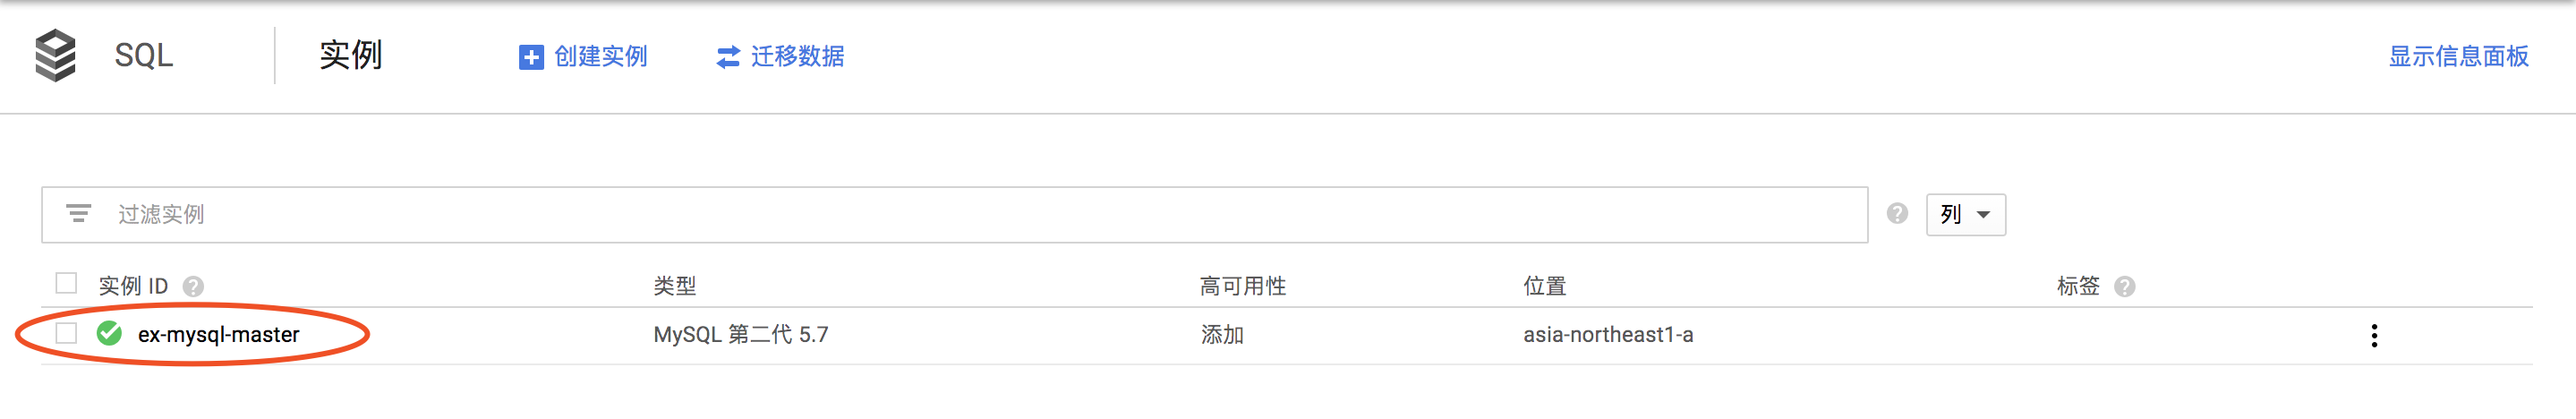 SQL 实例 创建实例 迁移数据 显示信息面板
过滤实例 列
实例 ID 类型 高可用性 位置 标签
ex-mysql-master MySQL 第二代 5.7 添加 asia-northeast1-a